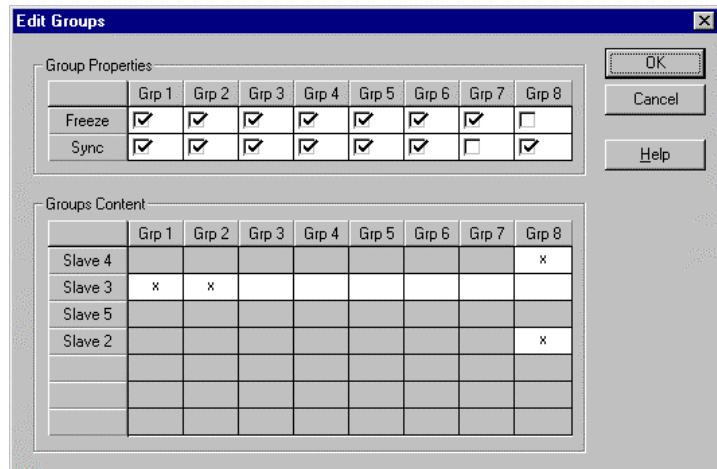 Edit Groups
Group Properties
Grp 1 Grp 2 Grp 3 Grp 4 Grp 5 Grp 6 Grp 7 Grp 8
Freeze
Sync
OK
Cancel
Help
Groups Content
Grp 1 Grp 2 Grp 3 Grp 4 Grp 5 Grp 6 Grp 7 Grp 8
Slave 4 x
Slave 3 x x
Slave 5
Slave 2 x